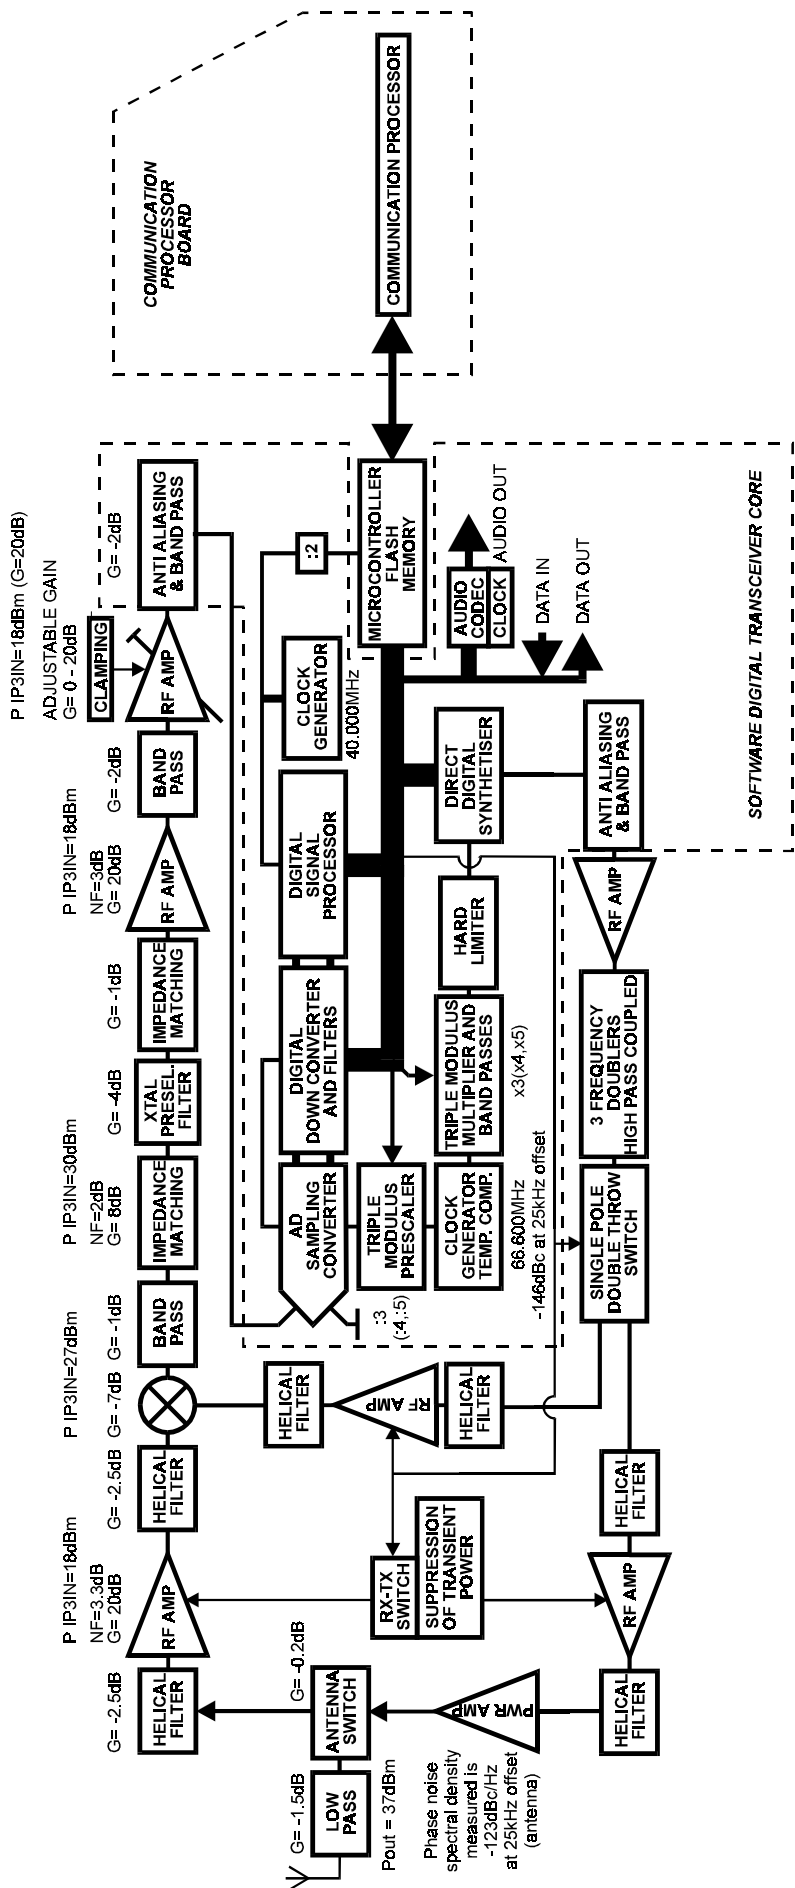 COMMUNICATION
PROCESSOR
BOARD
COMMUNICATION PROCESSOR
P IP3IN=18dBm
NF=3.3dB
G= 20dB
P IP3IN=27dBm
P IP3IN=30dBm
NF=2dB
G= 8dB
P IP3IN=18dBm
NF=3dB
G= 20dB
P IP3IN=18dBm (G=20dB)
ADJUSTABLE GAIN
G= 0 - 20dB
G= -2.5dB
G= -2.5dB
G= -7dB
G= -1dB
G= -4dB
G= -1dB
G= -2dB
G= -2dB
CLAMPING
HELICAL
FILTER
RF AMP
HELICAL
FILTER
BAND
PASS
IMPEDANCE
MATCHING
XTAL
PRESEL.
FILTER
IMPEDANCE
MATCHING
RF AMP
BAND
PASS
RF AMP
ANTI ALIASING
& BAND PASS
G= -1.5dB
G= -0.2dB
LOW
PASS
ANTENNA
SWITCH
Pout = 37dBm
Phase noise
spectral density
measured is
-123dBc/Hz
at 25kHz offset
(antenna)
PWR AMP
RX-TX
SWITCH
SUPPRESSION
OF TRANSIENT
POWER
HELICAL
FILTER
RF AMP
HELICAL
FILTER
AD
SAMPLING
CONVERTER
DIGITAL
DOWN CONVERTER
AND FILTERS
DIGITAL
SIGNAL
PROCESSOR
CLOCK
GENERATOR
40.000MHz
:2
MICROCONTROLLER
FLASH
MEMORY
:3
(:4,:5)
TRIPLE
MODULUS
PRESCALER
CLOCK
GENERATOR
TEMP. COMP.
66.600MHz
-146dBc at 25kHz offset
TRIPLE MODULUS
MULTIPLIER AND
BAND PASSES
x3(x4,x5)
HARD
LIMITER
DIRECT
DIGITAL
SYNTHETISER
AUDIO
CODEC
CLOCK
AUDIO OUT
DATA IN
DATA OUT
HELICAL
FILTER
RF AMP
HELICAL
FILTER
SINGLE POLE
DOUBLE THROW
SWITCH
3 FREQUENCY
DOUBLERS
HIGH PASS COUPLED
RF AMP
ANTI ALIASING
& BAND PASS
SOFTWARE DIGITAL TRANSCEIVER CORE